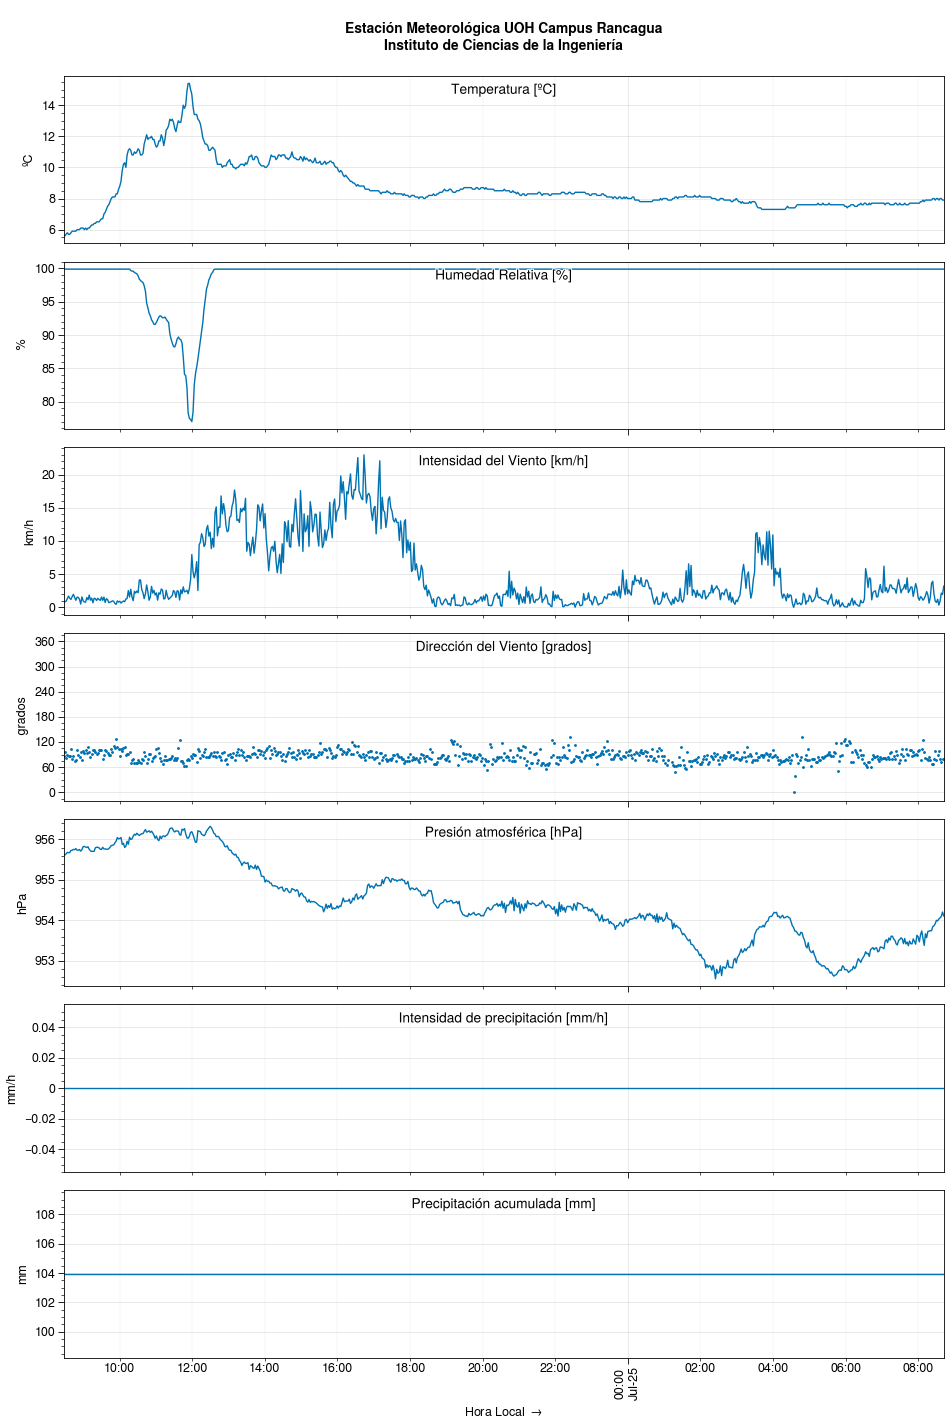 Estación Meteorológica UOH Campus Rancagua
Instituto de Ciencias de la Ingeniería
Temperatura [ºC]
14
12
10
8
6
ºC
Humedad Relativa [%]
100
95
90
85
80
%
Intensidad del Viento [km/h]
20
15
10
5
0
km/h
Dirección del Viento [grados]
360
300
240
180
120
60
0
grados
Presión atmosférica [hPa]
956
955
954
953
hPa
Intensidad de precipitación [mm/h]
0.04
0.02
0
−0.02
−0.04
mm/h
Precipitación acumulada [mm]
108
106
104
102
100
mm
10:00 12:00 14:00 16:00 18:00 20:00 22:00 00:00 02:00 04:00 06:00 08:00
Jul-25
Hora Local →